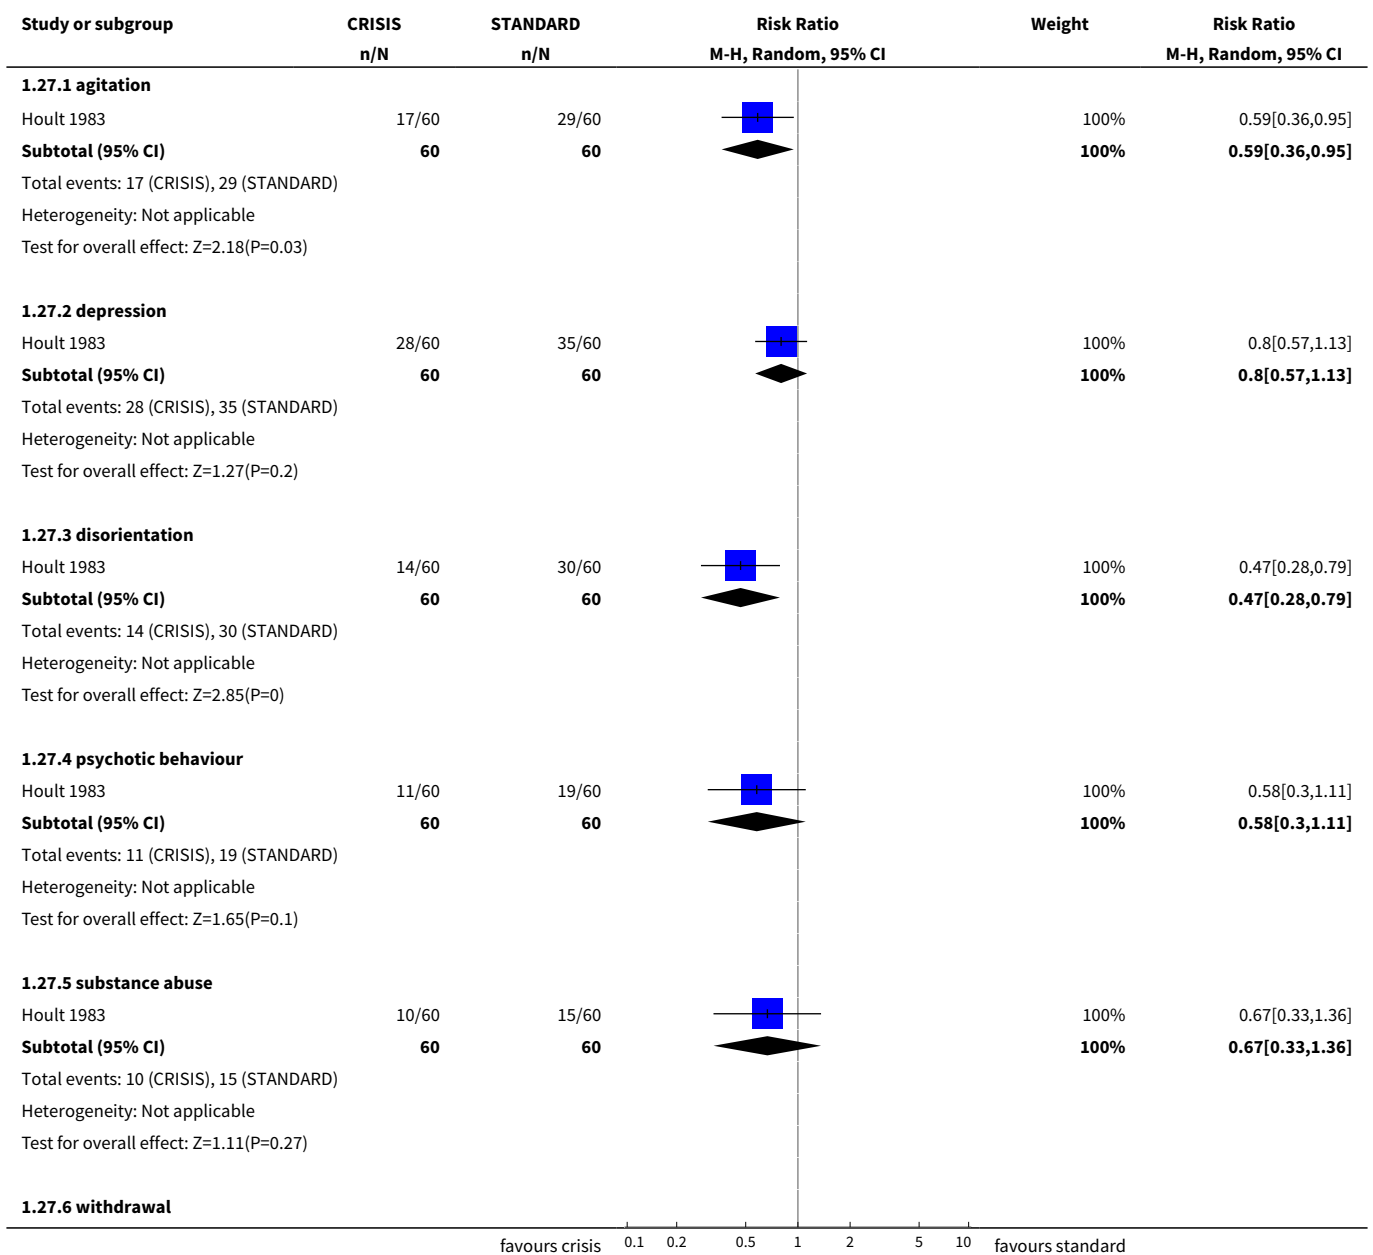 Study or subgroup CRISIS STANDARD Risk Ratio Weight Risk Ratio
n/N n/N M-H, Random, 95% CI M-H, Random, 95% CI
1.27.1 agitation
Hoult 1983 17/60 29/60 100% 0.59[0.36,0.95]
Subtotal (95% CI) 60 60 100% 0.59[0.36,0.95]
Total events: 17 (CRISIS), 29 (STANDARD)
Heterogeneity: Not applicable
Test for overall effect: Z=2.18(P=0.03)
1.27.2 depression
Hoult 1983 28/60 35/60 100% 0.8[0.57,1.13]
Subtotal (95% CI) 60 60 100% 0.8[0.57,1.13]
Total events: 28 (CRISIS), 35 (STANDARD)
Heterogeneity: Not applicable
Test for overall effect: Z=1.27(P=0.2)
1.27.3 disorientation
Hoult 1983 14/60 30/60 100% 0.47[0.28,0.79]
Subtotal (95% CI) 60 60 100% 0.47[0.28,0.79]
Total events: 14 (CRISIS), 30 (STANDARD)
Heterogeneity: Not applicable
Test for overall effect: Z=2.85(P=0)
1.27.4 psychotic behaviour
Hoult 1983 11/60 19/60 100% 0.58[0.3,1.11]
Subtotal (95% CI) 60 60 100% 0.58[0.3,1.11]
Total events: 11 (CRISIS), 19 (STANDARD)
Heterogeneity: Not applicable
Test for overall effect: Z=1.65(P=0.1)
1.27.5 substance abuse
Hoult 1983 10/60 15/60 100% 0.67[0.33,1.36]
Subtotal (95% CI) 60 60 100% 0.67[0.33,1.36]
Total events: 10 (CRISIS), 15 (STANDARD)
Heterogeneity: Not applicable
Test for overall effect: Z=1.11(P=0.27)
1.27.6 withdrawal
favours crisis 0.1 0.2 0.5 1 2 5 10 favours standard